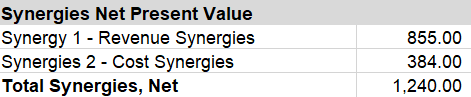 Synergies Net Present Value
Synergy 1 - Revenue Synergies 855.00
Synergies 2 - Cost Synergies 384.00
Total Synergies, Net 1,240.00